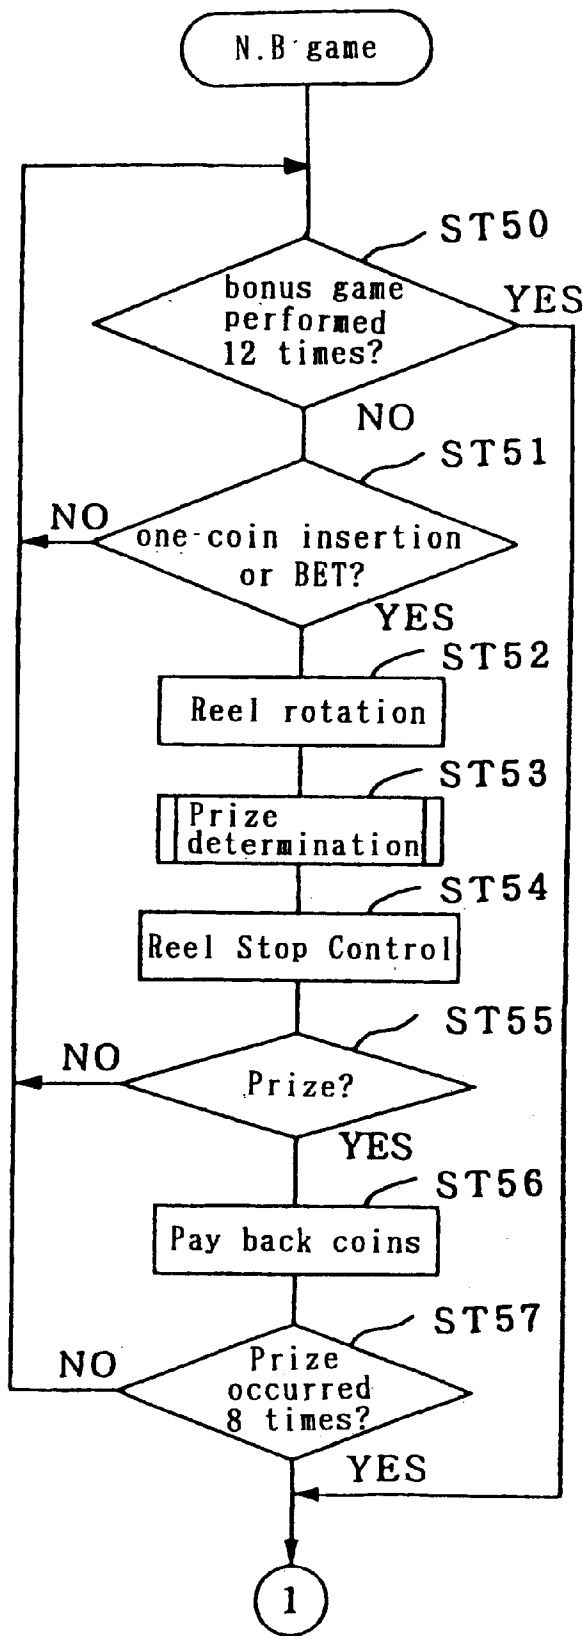 N.B game
ST50
bonus game
performed
12 times?
YES
NO
ST51
NO
one-coin insertion
or BET?
YES
ST52
Reel rotation
ST53
Prize
determination
ST54
Reel Stop Control
ST55
NO
Prize?
YES
ST56
Pay back coins
ST57
NO
Prize
occurred
8 times?
YES
1